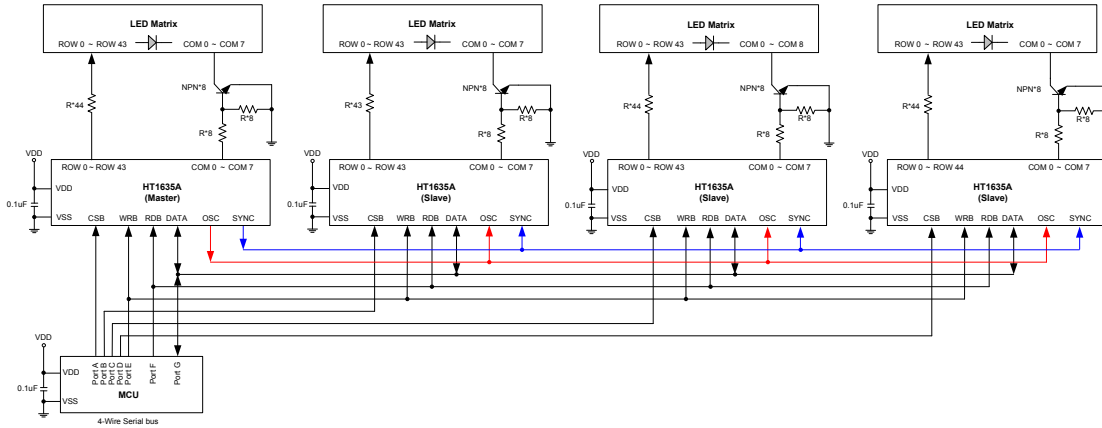 LED Matrix LED Matrix LED Matrix LED Matrix
ROW 0 ~ ROW 43 COM 0 ~ COM 7 ROW 0 ~ ROW 43 COM 0 ~ COM 7 ROW 0 ~ ROW 43 COM 0 ~ COM 8 ROW 0 ~ ROW 43 COM 0 ~ COM 7
NPN*8 NPN*8 NPN*8 NPN*8
R*44 R*8 R*43 R*8 R*44 R*8 R*44 R*8
R*8 R*8 R*8 R*8
VDD VDD VDD VDD
ROW 0 ~ ROW 43 COM 0 ~ COM 7 ROW 0 ~ ROW 43 COM 0 ~ COM 7 ROW 0 ~ ROW 43 COM 0 ~ COM 7 ROW 0 ~ ROW 44 COM 0 ~ COM 7
VDD HT1635A VDD HT1635A VDD HT1635A VDD HT1635A
0.1uF (Master) 0.1uF (Slave) 0.1uF (Slave) 0.1uF (Slave)
VSS CSB WRB RDB DATA OSC SYNC VSS CSB WRB RDB DATA OSC SYNC VSS CSB WRB RDB DATA OSC SYNC VSS CSB WRB RDB DATA OSC SYNC
VDD
Port A Port B Port C Port D Port E Port F Port G
VDD
0.1uF
MCU
VSS
4-Wire Serial bus